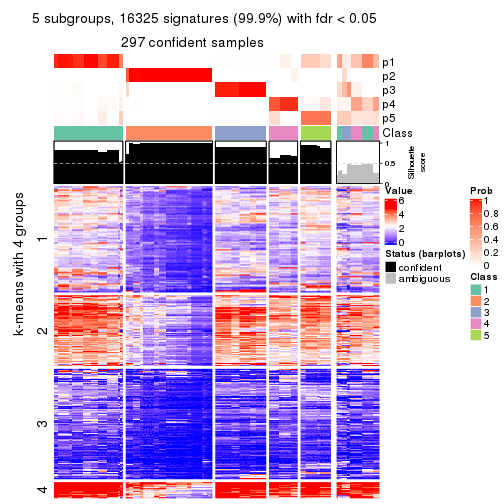 5 subgroups, 16325 signatures (99.9%) with fdr < 0.05
297 confident samples
p1
p2
p3
p4
p5
Class
1
0.5
0
Silhouette
score
k-means with 4 groups
1
2
3
4
Value
6
4
2
0
Status (barplots)
confident
ambiguous
Prob
1
0.8
0.6
0.4
0.2
0
Class
1
2
3
4
5